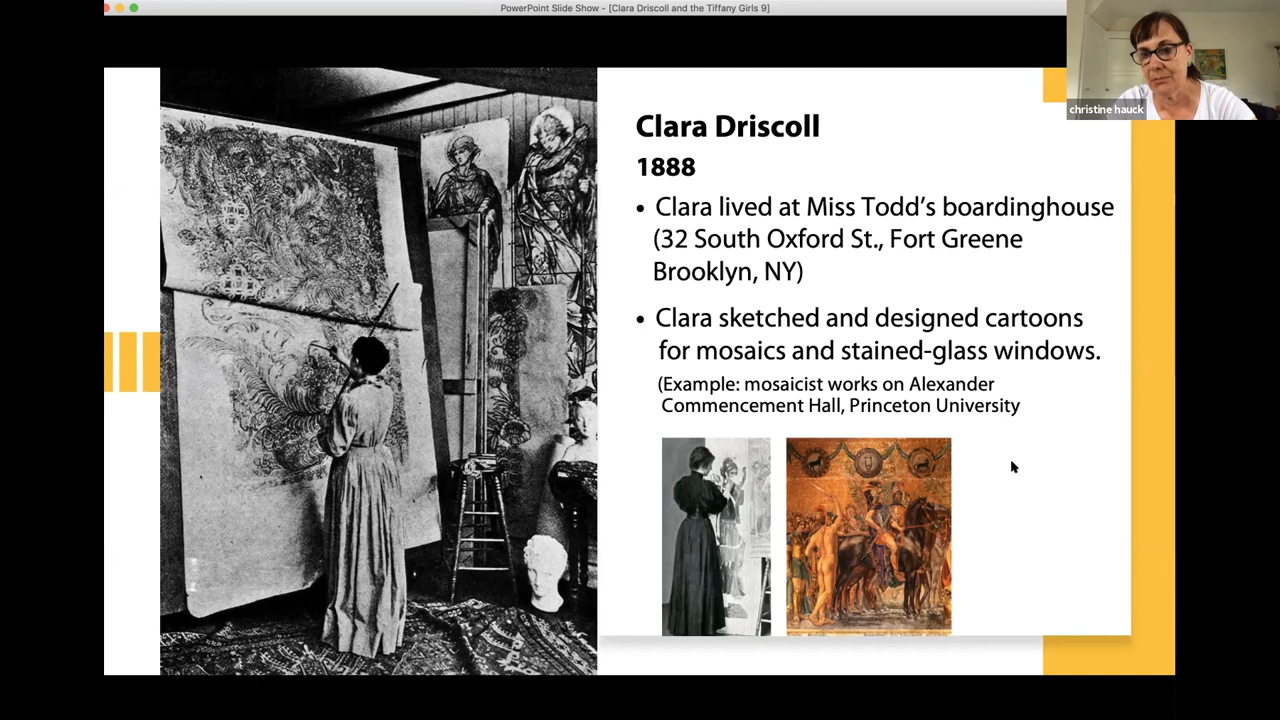 PowerPoint Slide Show - [Clara Driscoll and the Tiffany Girls 9]
christine hauck
Clara Driscoll
1888
• Clara lived at Miss Todd’s boardinghouse
(32 South Oxford St., Fort Greene
Brooklyn, NY)
• Clara sketched and designed cartoons
for mosaics and stained-glass windows.
(Example: mosaicist works on Alexander
Commencement Hall, Princeton University